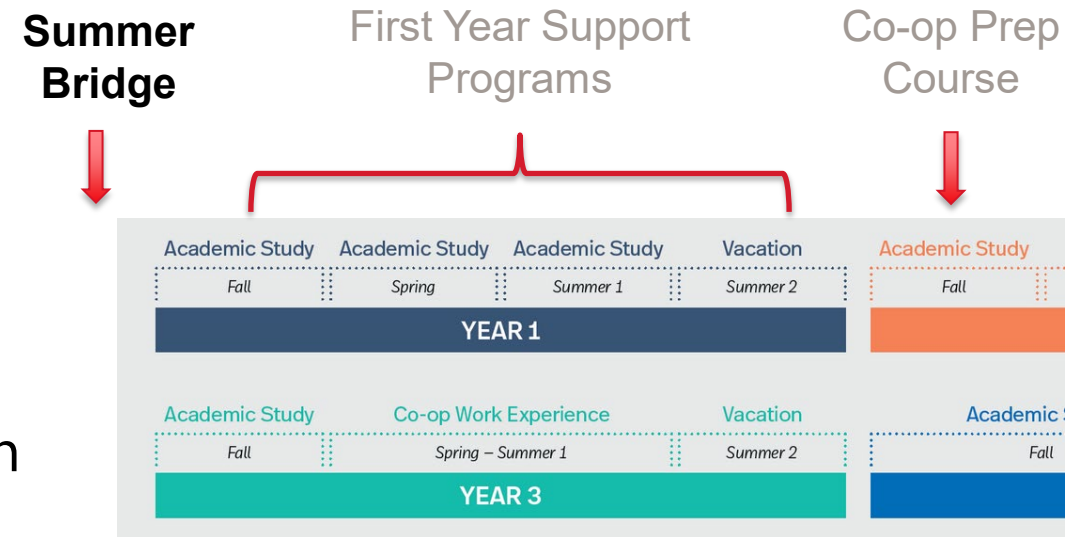 Summer
Bridge
First Year Support
Programs
Co-op Prep
Course
Academic Study Academic Study Academic Study Vacation
Fall Spring Summer 1 Summer 2
YEAR 1
Academic Study
Fall
Academic Study Co-op Work Experience Vacation
Fall Spring – Summer 1 Summer 2
YEAR 3
Academic
Fall
n